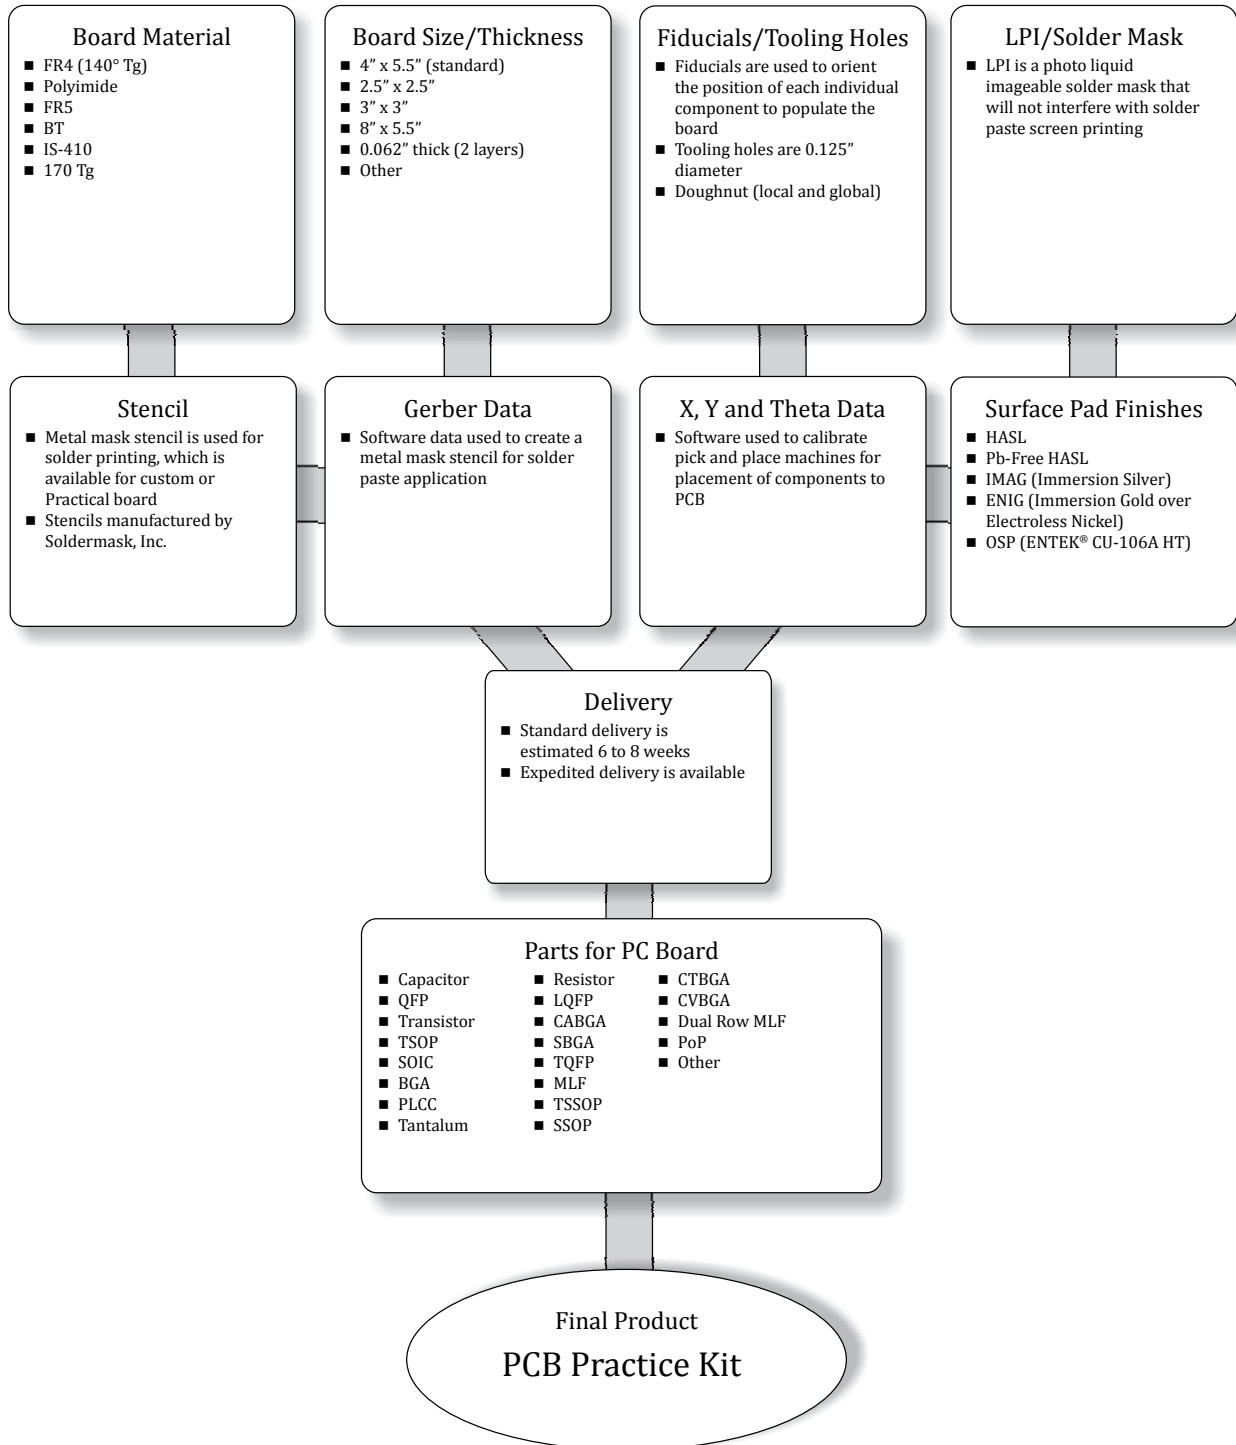 Board Material
■ FR4 (140° Tg)
■ Polyimide
■ FR5
■ BT
■ IS-410
■ 170 Tg
Board Size/Thickness
■ 4” x 5.5” (standard)
■ 2.5” x 2.5”
■ 3” x 3”
■ 8” x 5.5”
■ 0.062” thick (2 layers)
■ Other
Fiducials/Tooling Holes
■ Fiducials are used to orient
the position of each individual
component to populate the
board
■ Tooling holes are 0.125”
diameter
■ Doughnut (local and global)
LPI/Solder Mask
■ LPI is a photo liquid
imageable solder mask that
will not interfere with solder
paste screen printing
Stencil
■ Metal mask stencil is used for
solder printing, which is
available for custom or
Practical board
■ Stencils manufactured by
Soldermask, Inc.
Gerber Data
■ Software data used to create a
metal mask stencil for solder
paste application
X, Y and Theta Data
■ Software used to calibrate
pick and place machines for
placement of components to
PCB
Surface Pad Finishes
■ HASL
■ Pb-Free HASL
■ IMAG (Immersion Silver)
■ ENIG (Immersion Gold over
Electroless Nickel)
■ OSP (ENTEK® CU-106A HT)
Delivery
■ Standard delivery is
estimated 6 to 8 weeks
■ Expedited delivery is available
Parts for PC Board
■ Capacitor
■ QFP
■ Transistor
■ TSOP
■ SOIC
■ BGA
■ PLCC
■ Tantalum
■ Resistor
■ LQFP
■ CABGA
■ SBGA
■ TQFP
■ MLF
■ TSSOP
■ SSOP
■ CTBGA
■ CVBGA
■ Dual Row MLF
■ PoP
■ Other
Final Product
PCB Practice Kit